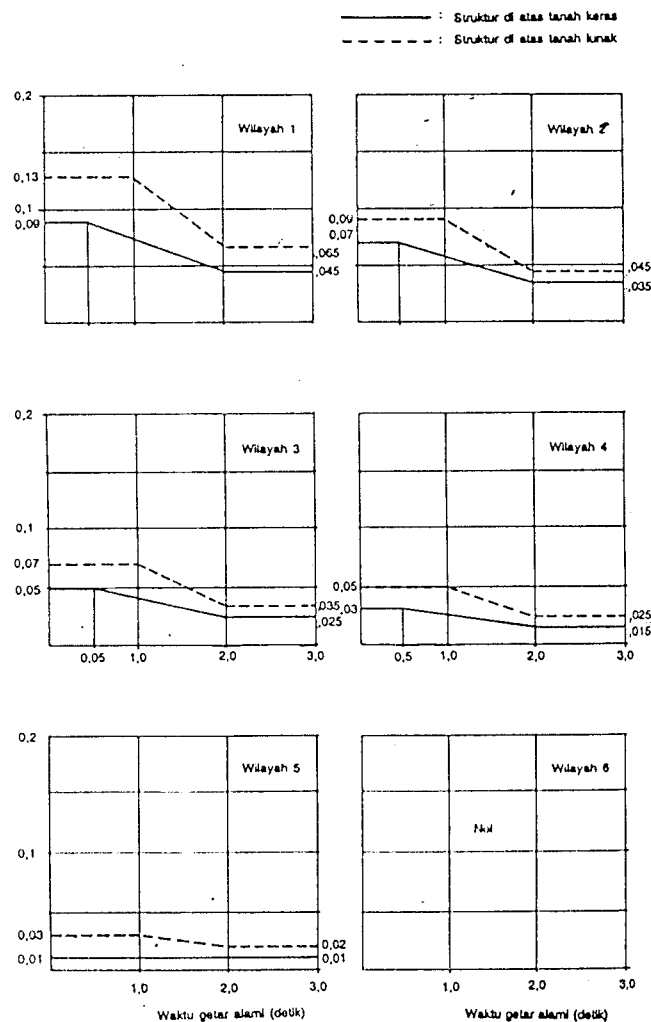 : Struktur di atas tanah keras
: Struktur di atas tanah lunak
0,2
0,13
0,1
0,09
Wilayah 1
,065
,045
0,09
0,07
Wilayah 2
,045
,035
0,2
0,1
0,07
0,05
Wilayah 3
,035
,025
0,05 1,0 2,0 3,0
0,05
,03
Wilayah 4
,025
,015
0,5 1,0 2,0 3,0
0,2
0,1
0,03
0,01
Wilayah 5
0,02
0,01
1,0 2,0 3,0
Waktu getar alami (detik)
Wilayah 6
Nol
1,0 2,0 3,0
Waktu getar alami (detik)